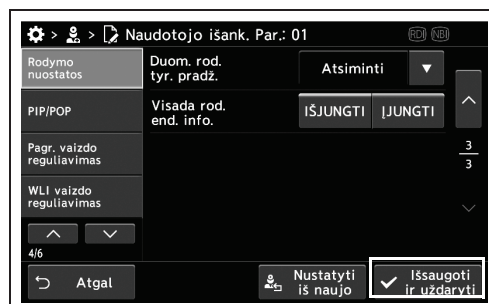 > > Naudotojo išank. Par.: 01 RDI NBI
Rodymo
nuostatos
Duom. rod.
tyr. pradž.
Atsiminti
PIP/POP
Visada rod.
end. info.
IŠJUNGTI ĮJUNGTI
Pagr. vaizdo
reguliavimas
3
3
WLI vaizdo
reguliavimas
4/6
Atgal
Nustatyti
iš naujo
Išsaugoti
ir uždaryti